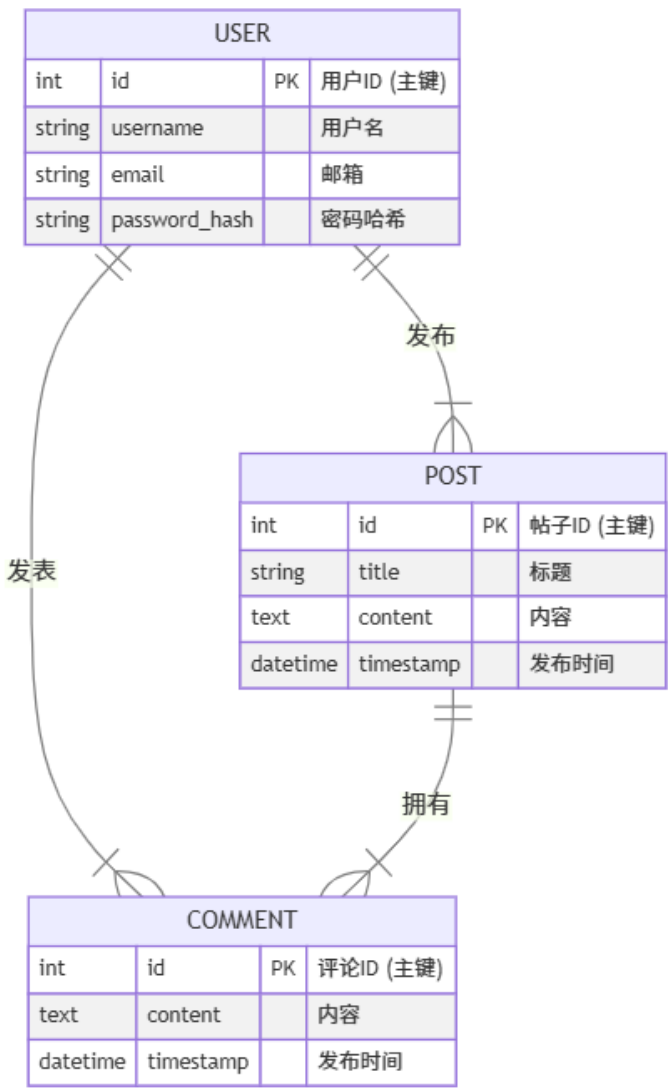 USER
int id PK 用户ID (主键)
string username 用户名
string email 邮箱
string password_hash 密码哈希
发布
POST
int id PK 帖子ID (主键)
string title 标题
text content 内容
datetime timestamp 发布时间
发表
拥有
COMMENT
int id PK 评论ID (主键)
text content 内容
datetime timestamp 发布时间